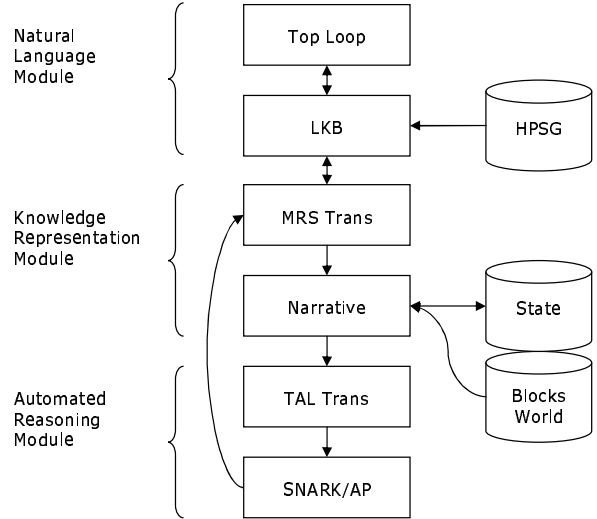 Natural
Language
Module
Top Loop
LKB
HPSG
Knowledge
Representation
Module
MRS Trans
Narrative
State
Blocks
World
Automated
Reasoning
Module
TAL Trans
SNARK/AP